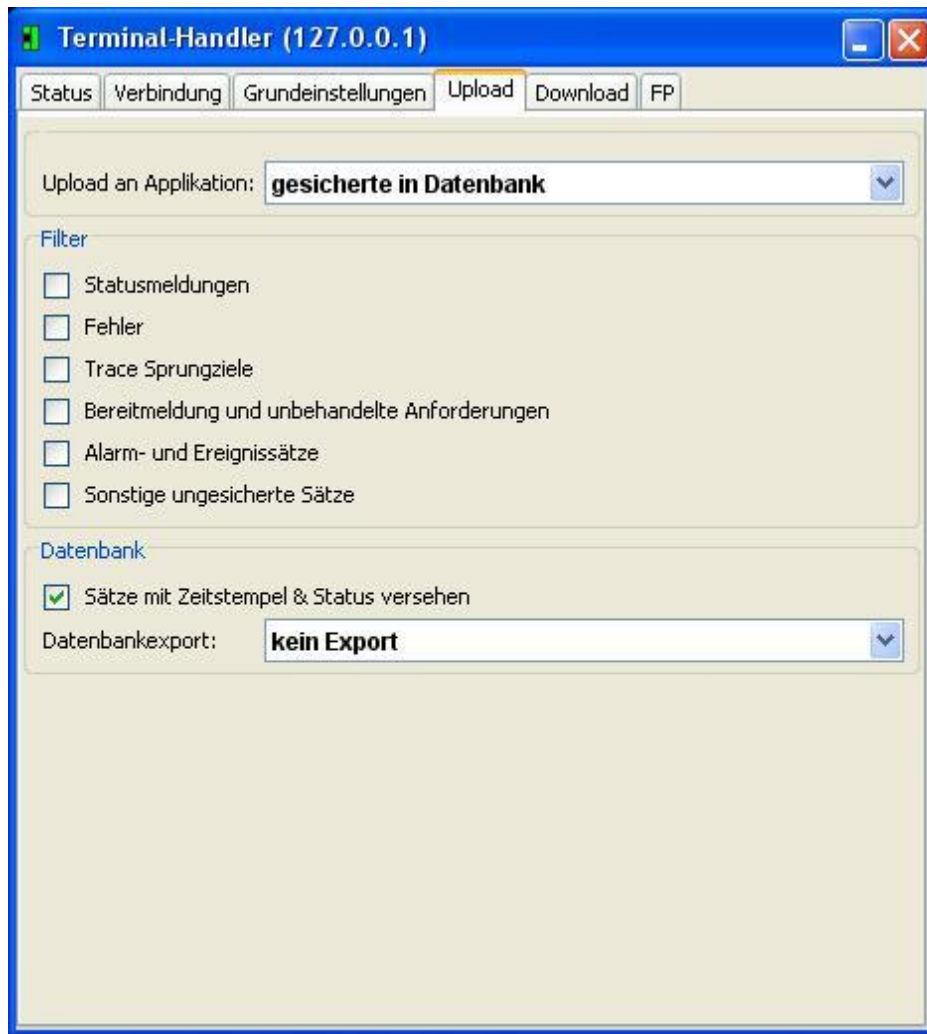 Terminal-Handler (127.0.0.1)
Status Verbindung Grundeinstellungen Upload Download FP
Upload an Applikation: gesicherte in Datenbank
Filter
Statusmeldungen
Fehler
Trace Sprungziele
Bereitmeldung und unbehandelte Anforderungen
Alarm- und Ereignissätze
Sonstige ungesicherte Sätze
Datenbank
Sätze mit Zeitstempel & Status versehen
Datenbankexport: kein Export